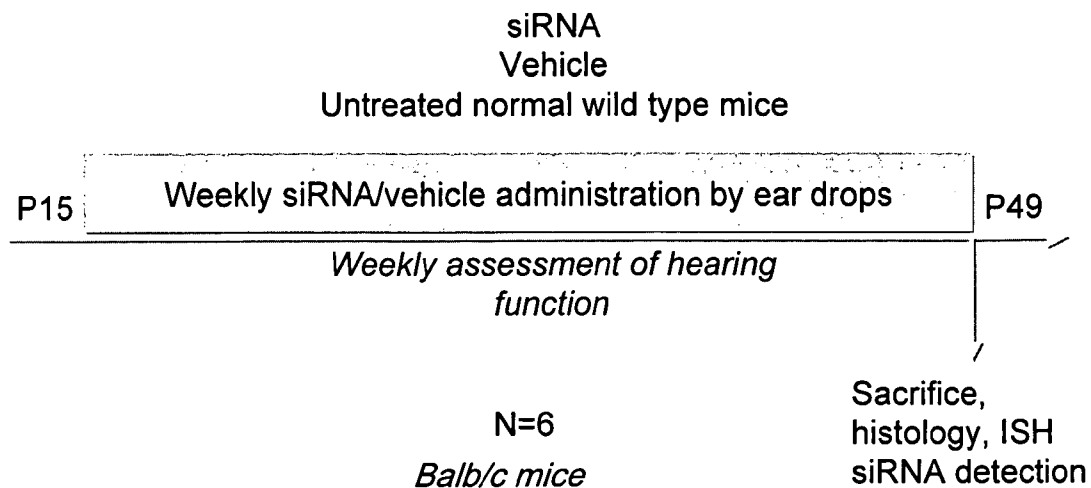 siRNA
Vehicle
Untreated normal wild type mice
P15
Weekly siRNA/vehicle administration by ear drops
P49
Weekly assessment of hearing
function
N=6
Balb/c mice
Sacrifice,
histology, ISH
siRNA detection